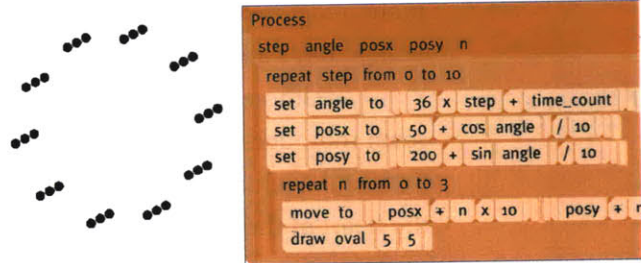 Process
step angle posx posy n
repeat step from 0 to 10
set angle to 36 x step + time_count
set posx to 50 + cos angle / 10
set posy to 200 + sin angle / 10
repeat n from 0 to 3
move to posx + n x 10 posy +
draw oval 5 5